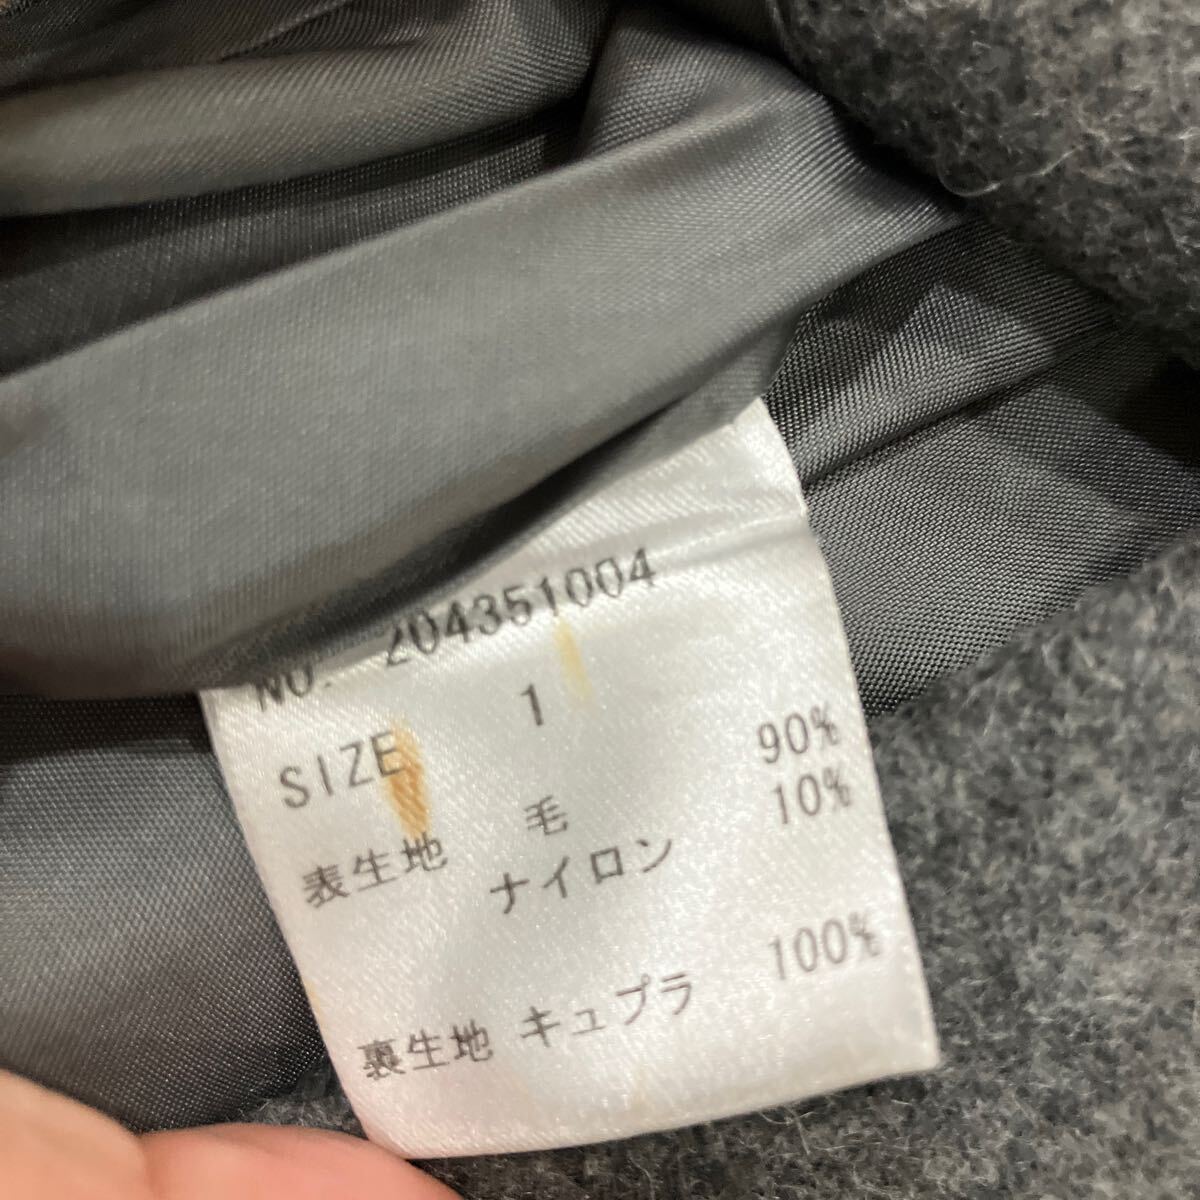 NO. 204351004
SIZE 1
表生地 毛 90%
ナイロン 10%
裏生地 キュプラ 100%